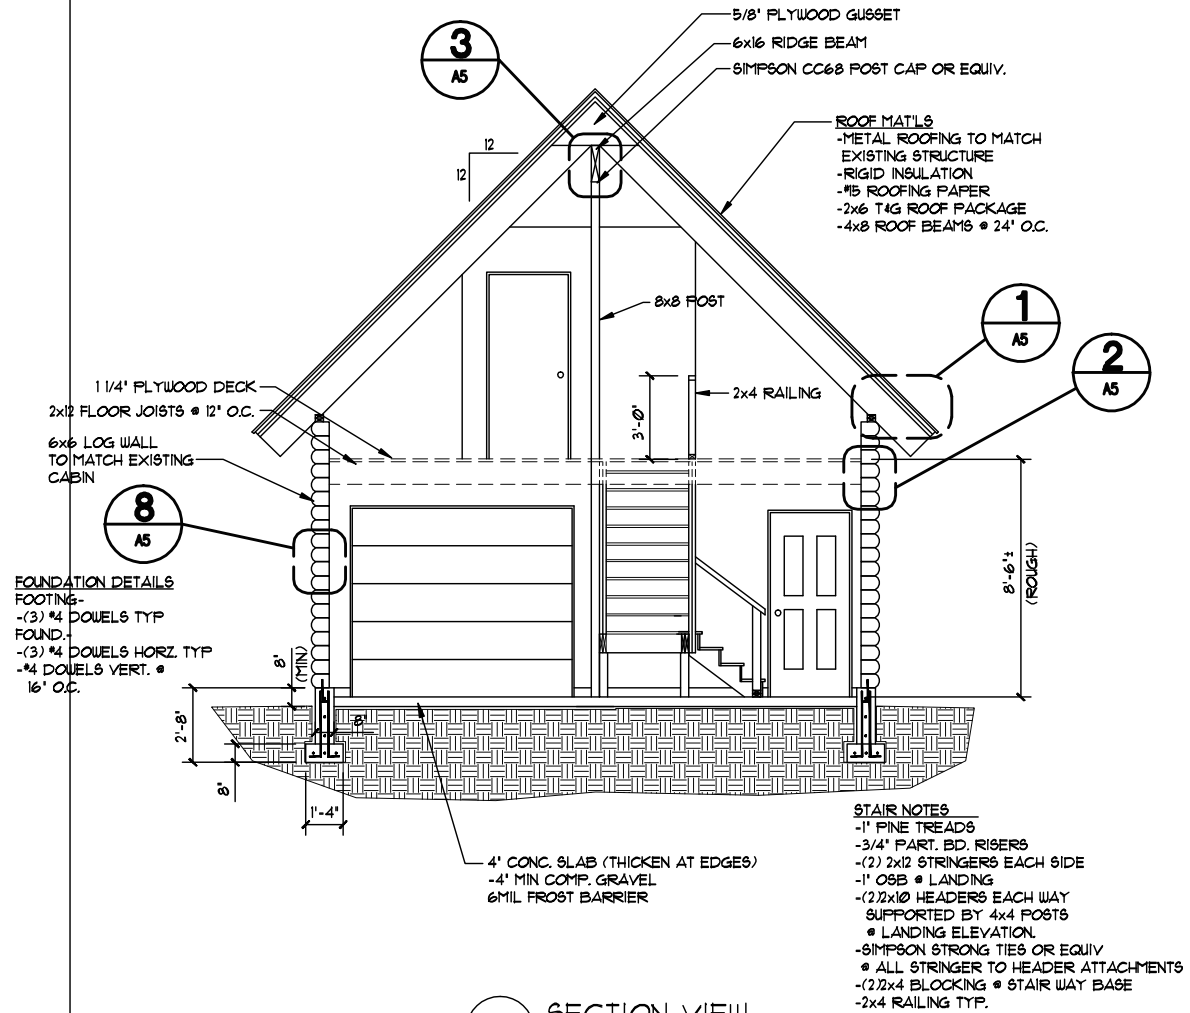 5/8" PLYWOOD GUSSET
6x16 RIDGE BEAM
SIMPSON CC68 POST CAP OR EQUIV.
3
A5
ROOF MAT'LS
-METAL ROOFING TO MATCH
EXISTING STRUCTURE
-RIGID INSULATION
-#15 ROOFING PAPER
-2x6 T&G ROOF PACKAGE
-4x8 ROOF BEAMS @ 24" O.C.
12
12
8x8 POST
1
A5
2
A5
1 1/4" PLYWOOD DECK
2x12 FLOOR JOISTS @ 12" O.C.
2x4 RAILING
3'-0"
6x6 LOG WALL
TO MATCH EXISTING
CABIN
8
A5
8'-6"±
(ROUGH)
FOUNDATION DETAILS
FOOTING-
-(3) #4 DOWELS TYP
FOUND.-
-(3) #4 DOWELS HORZ. TYP
-#4 DOWELS VERT. @
16" O.C.
8"
(MIN)
2'-8"
8"
8"
1'-4"
4" CONC. SLAB (THICKEN AT EDGES)
-4" MIN COMP. GRAVEL
6MIL FROST BARRIER
STAIR NOTES
-1" PINE TREADS
-3/4" PART. BD. RISERS
-(2) 2x12 STRINGERS EACH SIDE
-1" OSB @ LANDING
-(2)2x10 HEADERS EACH WAY
SUPPORTED BY 4x4 POSTS
@ LANDING ELEVATION.
-SIMPSON STRONG TIES OR EQUIV
@ ALL STRINGER TO HEADER ATTACHMENTS
-(2)2x4 BLOCKING @ STAIR WAY BASE
-2x4 RAILING TYP.
SECTION VIEW